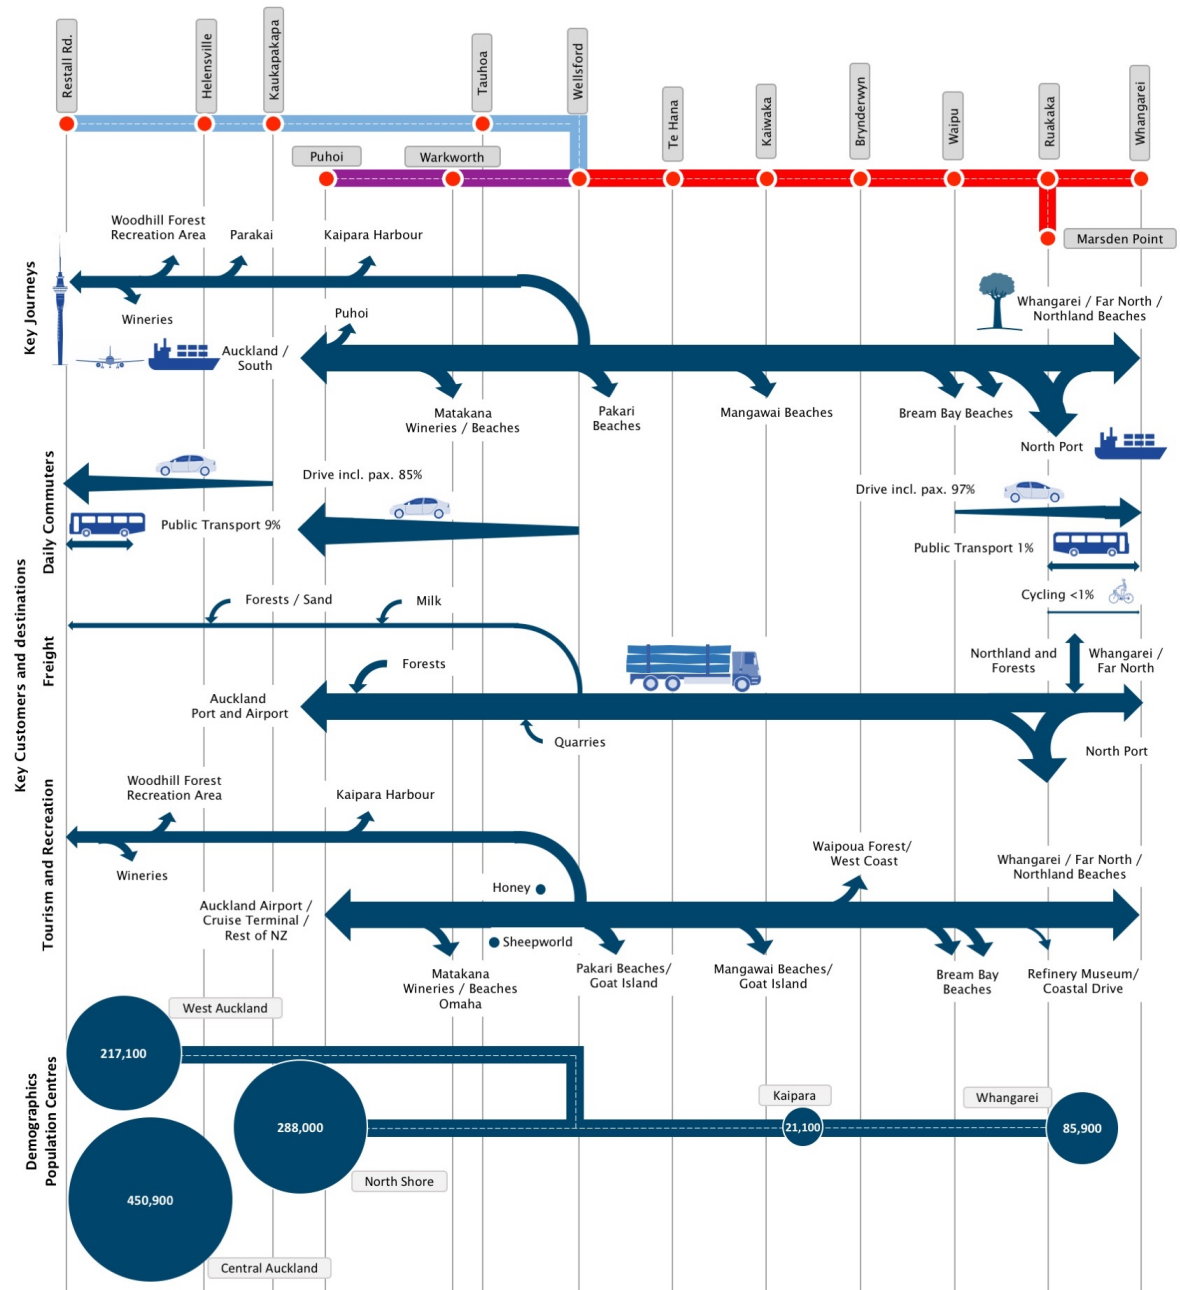 Restall Rd.
Helensville
Kaukapakapa
Tauhoa
Wellsford
Te Hana
Kaiwaka
Brynderwyn
Waipu
Ruakaka
Whangarei
Puhoi
Warkworth
Marsden Point
Key Customers and destinations
Key Journeys
Woodhill Forest
Recreation Area
Parakai
Kaipara Harbour
Wineries
Puhoi
Auckland /
South
Whangarei / Far North /
Northland Beaches
Matakana
Wineries / Beaches
Pakari
Beaches
Mangawai Beaches
Bream Bay Beaches
North Port
Daily Commuters
Drive incl. pax. 85%
Public Transport 9%
Drive incl. pax. 97%
Public Transport 1%
Cycling <1%
Freight
Forests / Sand
Milk
Forests
Auckland
Port and Airport
Quarries
Northland and
Forests
Whangarei /
Far North
North Port
Tourism and Recreation
Woodhill Forest
Recreation Area
Kaipara Harbour
Wineries
Waipoua Forest/
West Coast
Whangarei / Far North /
Northland Beaches
Honey
Auckland Airport /
Cruise Terminal /
Rest of NZ
Sheepworld
Matakana
Wineries / Beaches
Omaha
Pakari Beaches/
Goat Island
Mangawai Beaches/
Goat Island
Bream Bay
Beaches
Refinery Museum/
Coastal Drive
Demographics
Population Centres
West Auckland
217,100
288,000
North Shore
Kaipara
21,100
Whangarei
85,900
450,900
Central Auckland